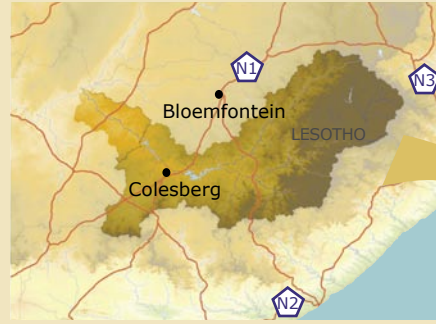 N1
N3
Bloemfontein
LESOTHO
Colesberg
N2